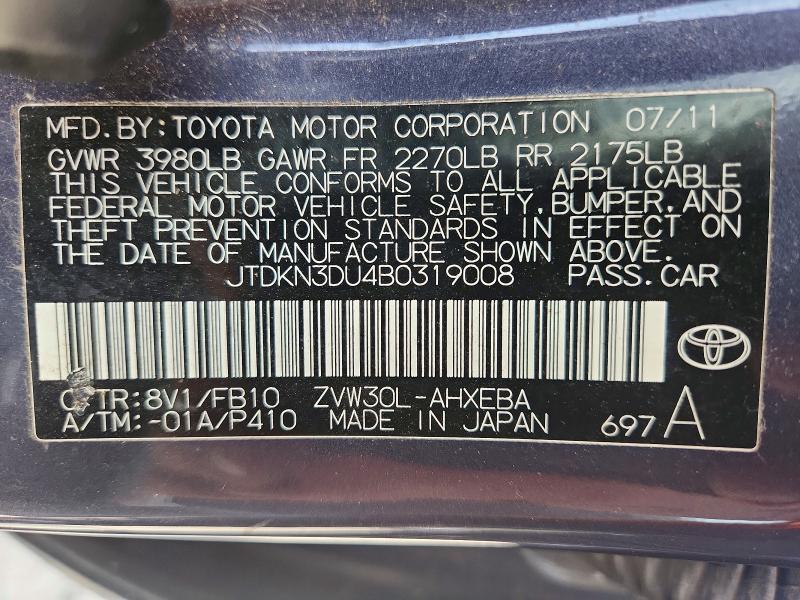 MFD. BY: TOYOTA MOTOR CORPORATION 07/11
GVWR 3980LB GAWR FR 2270LB RR 2175LB
THIS VEHICLE CONFORMS TO ALL APPLICABLE
FEDERAL MOTOR VEHICLE SAFETY, BUMPER, AND
THEFT PREVENTION STANDARDS IN EFFECT ON
THE DATE OF MANUFACTURE SHOWN ABOVE.
JTDKN3DU4B0319008 PASS. CAR
TR: 8V1/FB10 ZVW30L-AHXEBA
A/TM: -01A/P410 MADE IN JAPAN 697 A